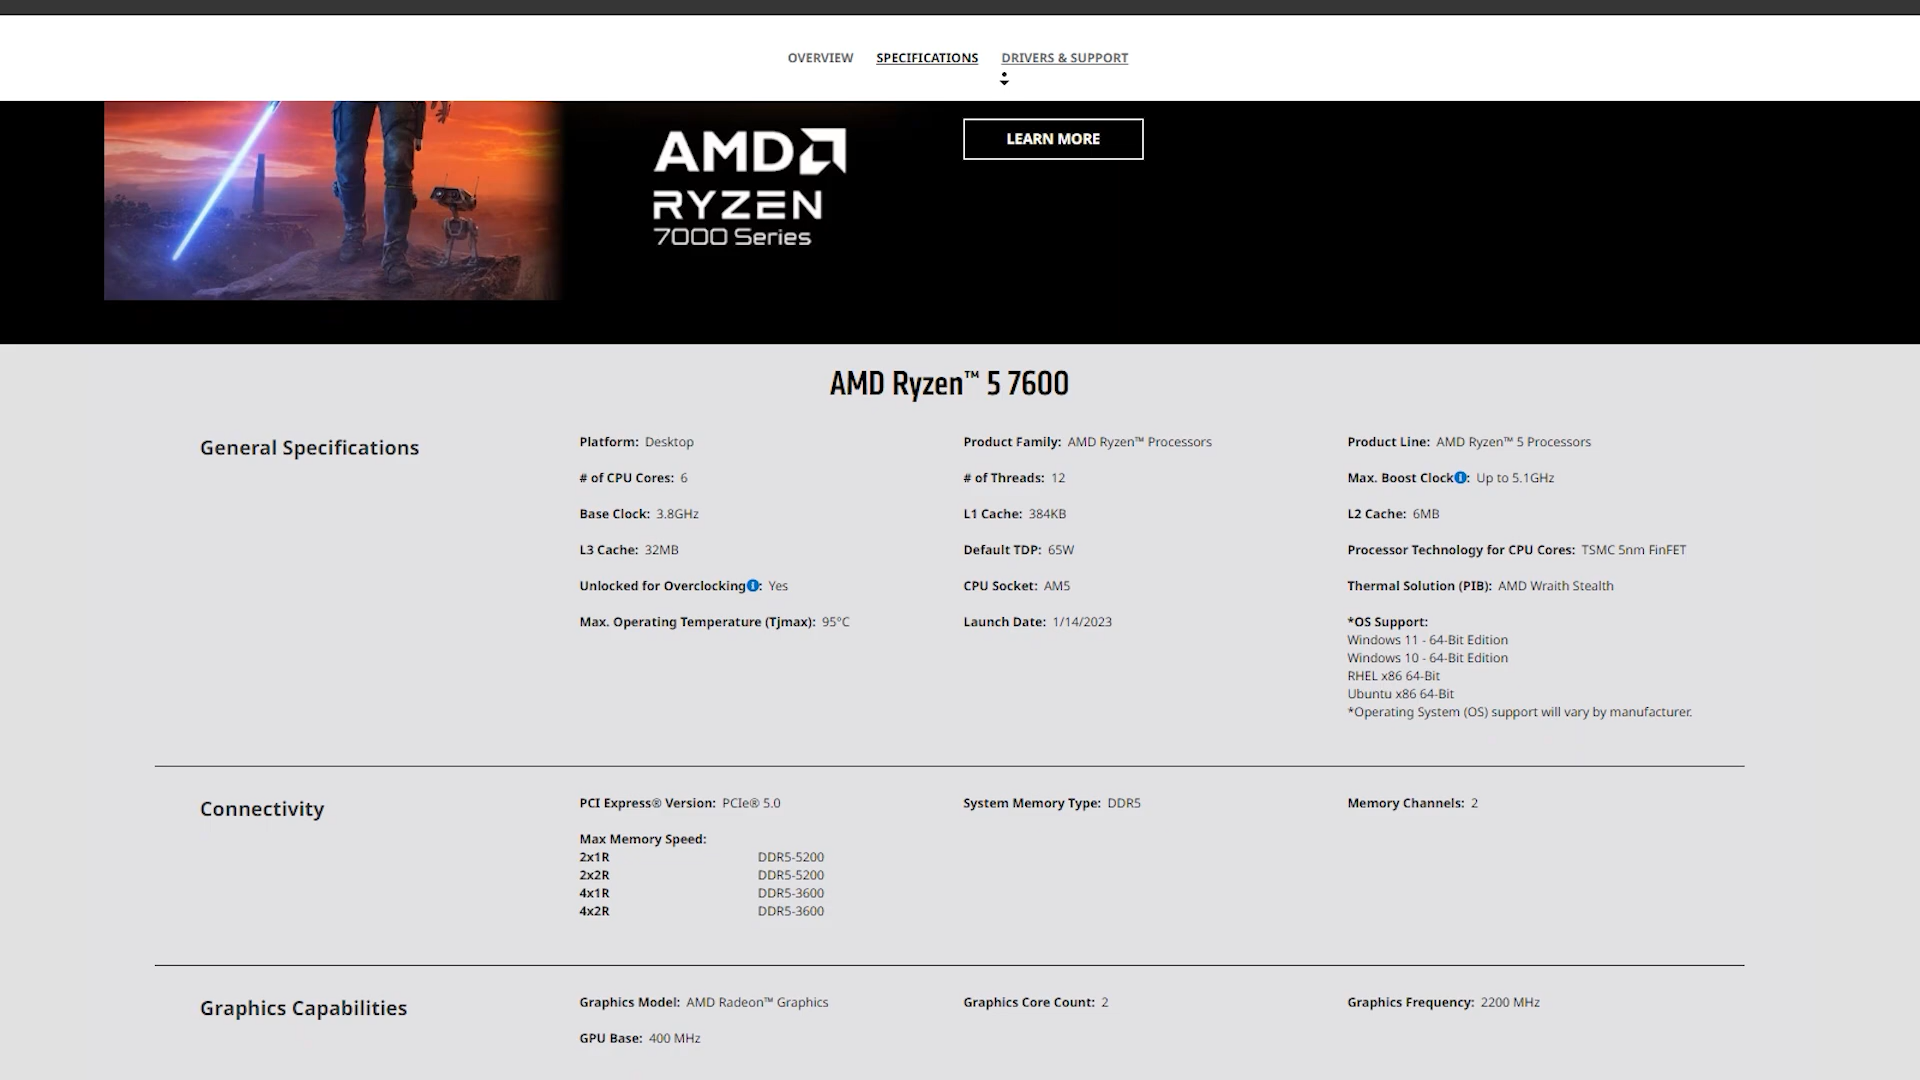 OVERVIEW SPECIFICATIONS DRIVERS & SUPPORT
AMD
RYZEN
7000 Series
LEARN MORE
AMD Ryzen™ 5 7600
General Specifications
Platform: Desktop
Product Family: AMD Ryzen™ Processors
Product Line: AMD Ryzen™ 5 Processors
# of CPU Cores: 6
# of Threads: 12
Max. Boost Clock: Up to 5.1GHz
Base Clock: 3.8GHz
L1 Cache: 384KB
L2 Cache: 6MB
L3 Cache: 32MB
Default TDP: 65W
Processor Technology for CPU Cores: TSMC 5nm FinFET
Unlocked for Overclocking: Yes
CPU Socket: AM5
Thermal Solution (PIB): AMD Wraith Stealth
Max. Operating Temperature (Tjmax): 95°C
Launch Date: 1/14/2023
*OS Support:
Windows 11 - 64-Bit Edition
Windows 10 - 64-Bit Edition
RHEL x86 64-Bit
Ubuntu x86 64-Bit
*Operating System (OS) support will vary by manufacturer.
Connectivity
PCI Express® Version: PCIe® 5.0
System Memory Type: DDR5
Memory Channels: 2
Max Memory Speed:
2x1R DDR5-5200
2x2R DDR5-5200
4x1R DDR5-3600
4x2R DDR5-3600
Graphics Capabilities
Graphics Model: AMD Radeon™ Graphics
Graphics Core Count: 2
Graphics Frequency: 2200 MHz
GPU Base: 400 MHz